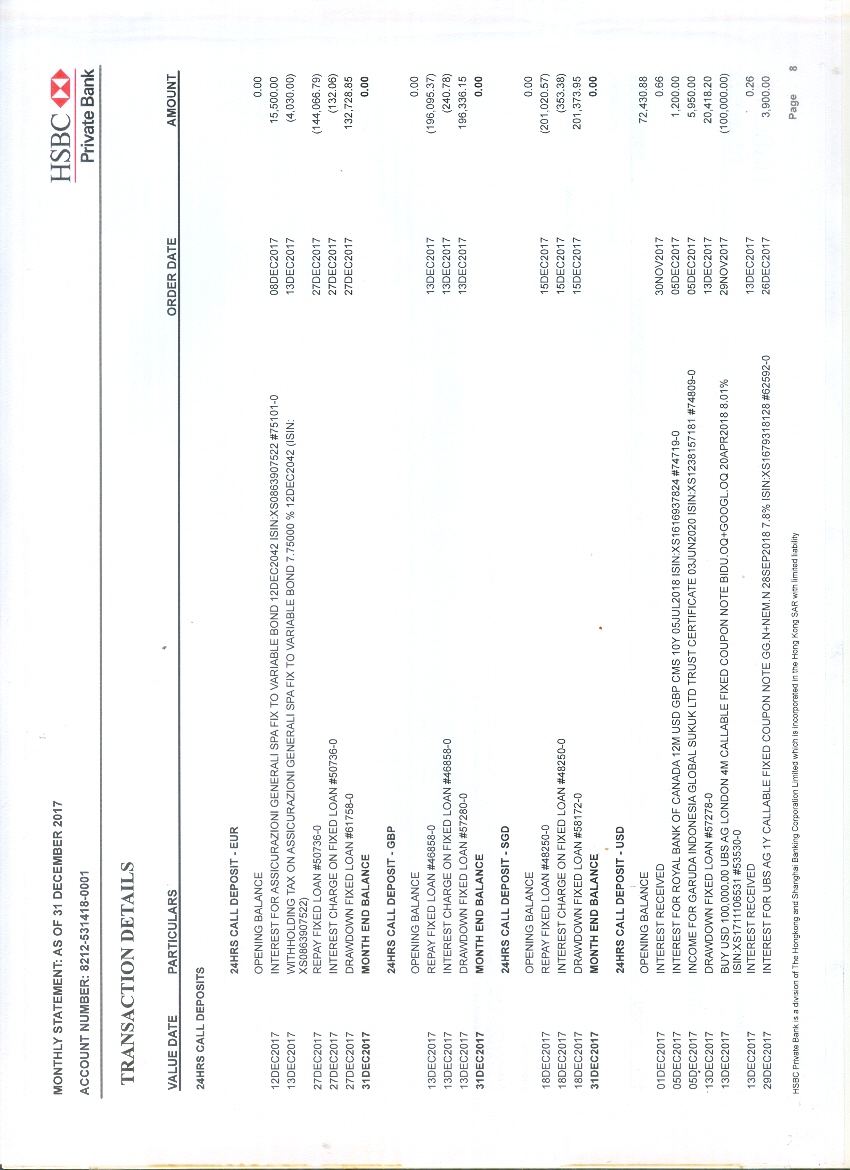 HSBC
Private Bank
MONTHLY STATEMENT: AS OF 31 DECEMBER 2017
ACCOUNT NUMBER: 8212-531418-0001
TRANSACTION DETAILS
VALUE DATE PARTICULARS ORDER DATE AMOUNT
24HRS CALL DEPOSITS
24HRS CALL DEPOSIT - EUR
OPENING BALANCE 0.00
12DEC2017 INTEREST FOR ASSICURAZIONI GENERALI SPA FIX TO VARIABLE BOND 12DEC2042 ISIN:XS0863907522 #75101-0 08DEC2017 15,500.00
13DEC2017 WITHHOLDING TAX ON ASSICURAZIONI GENERALI SPA FIX TO VARIABLE BOND 7.75000 % 12DEC2042 (ISIN: 13DEC2017 (4,030.00)
XS0863907522)
27DEC2017 REPAY FIXED LOAN #50736-0 27DEC2017 (144,066.79)
27DEC2017 INTEREST CHARGE ON FIXED LOAN #50736-0 27DEC2017 (132.06)
27DEC2017 DRAWDOWN FIXED LOAN #61758-0 27DEC2017 132,728.85
31DEC2017 MONTH END BALANCE 0.00
24HRS CALL DEPOSIT - GBP
OPENING BALANCE 0.00
13DEC2017 REPAY FIXED LOAN #46858-0 13DEC2017 (196,095.37)
13DEC2017 INTEREST CHARGE ON FIXED LOAN #46858-0 13DEC2017 (240.78)
13DEC2017 DRAWDOWN FIXED LOAN #57280-0 13DEC2017 196,336.15
31DEC2017 MONTH END BALANCE 0.00
24HRS CALL DEPOSIT - SGD
OPENING BALANCE 0.00
18DEC2017 REPAY FIXED LOAN #48250-0 15DEC2017 (201,020.57)
18DEC2017 INTEREST CHARGE ON FIXED LOAN #48250-0 15DEC2017 (353.38)
18DEC2017 DRAWDOWN FIXED LOAN #58172-0 15DEC2017 201,373.95
31DEC2017 MONTH END BALANCE 0.00
24HRS CALL DEPOSIT - USD
OPENING BALANCE 72,430.88
01DEC2017 INTEREST RECEIVED 30NOV2017 0.66
05DEC2017 INTEREST FOR ROYAL BANK OF CANADA 12M USD GBP CMS 10Y 05JUL2018 ISIN:XS1616937824 #74719-0 05DEC2017 1,200.00
05DEC2017 INCOME FOR GARUDA INDONESIA GLOBAL SUKUK LTD TRUST CERTIFICATE 03JUN2020 ISIN:XS1238157181 #74809-0 05DEC2017 5,950.00
13DEC2017 DRAWDOWN FIXED LOAN #57278-0 13DEC2017 20,418.20
13DEC2017 BUY USD 100,000.00 UBS AG LONDON 4M CALLABLE FIXED COUPON NOTE BIDU.OQ+GOOGL.OQ 20APR2018 8.01% 29NOV2017 (100,000.00)
ISIN:XS1711106531 #53530-0
13DEC2017 INTEREST RECEIVED 13DEC2017 0.26
29DEC2017 INTEREST FOR UBS AG 1Y CALLABLE FIXED COUPON NOTE GG.N+NEM.N 28SEP2018 7.8% ISIN:XS1679318128 #62592-0 26DEC2017 3,900.00
HSBC Private Bank is a division of The Hongkong and Shanghai Banking Corporation Limited which is incorporated in the Hong Kong SAR with limited liability
Page 8